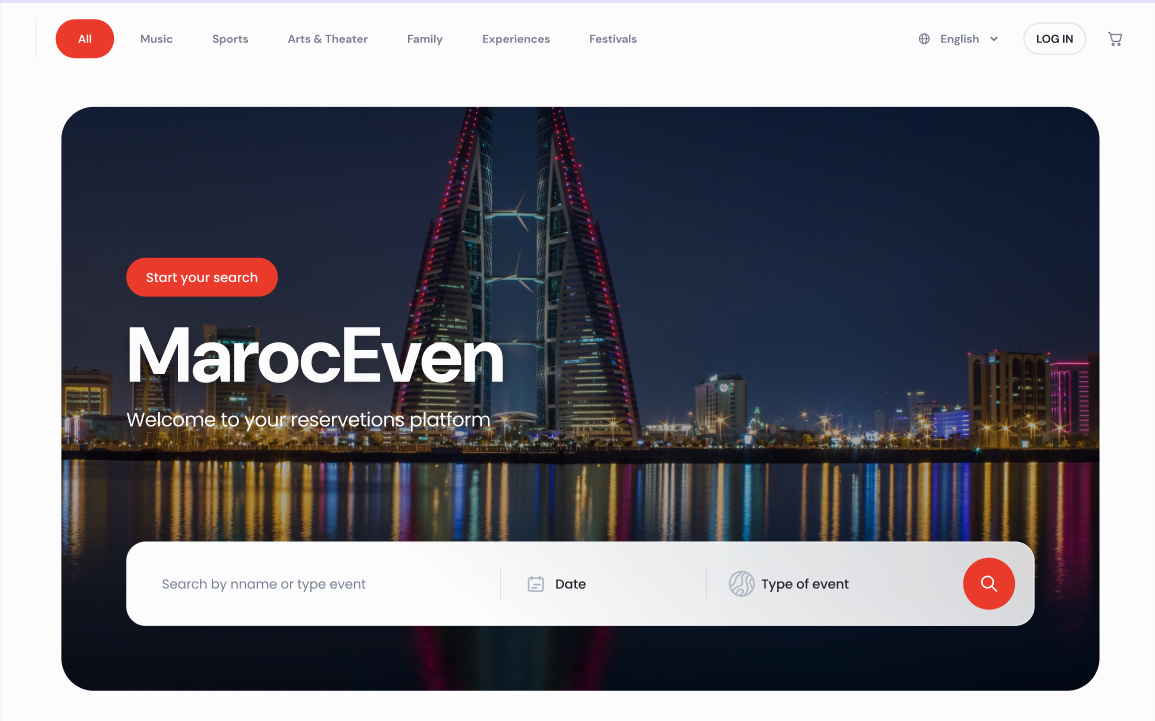 All Music Sports Arts & Theater Family Experiences Festivals English LOG IN
Start your search
MarocEven
Welcome to your reservetions platform
Search by nname or type event Date Type of event